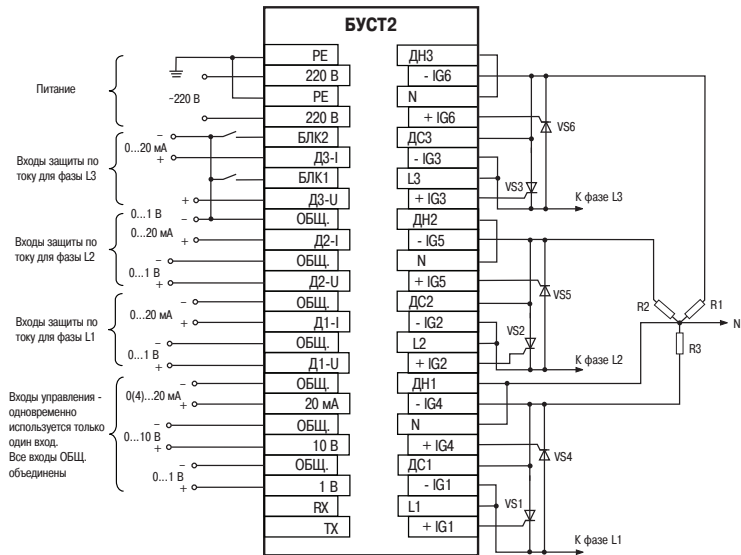 БУСТ2
Питание
~220 В
Входы защиты по
току для фазы L3
– 0...20 мА +
+
0...1 В –
Входы защиты по
току для фазы L2
0...20 мА +
–
0...1 В +
Входы защиты по
току для фазы L1
–
0...20 мА +
–
0...1 В +
Входы управления -
одновременно
используется только
один вход.
Все входы ОБЩ.
объединены
–
0(4)...20 мА +
–
0...10 В +
–
0...1 В +
PE
220 В
PE
220 В
БЛК2
Д3-I
БЛК1
Д3-U
ОБЩ.
Д2-I
ОБЩ.
Д2-U
ОБЩ.
Д1-I
ОБЩ.
Д1-U
ОБЩ.
20 мА
ОБЩ.
10 В
ОБЩ.
1 В
RX
TX
ДН3
- IG6
N
+ IG6
ДС3
- IG3
L3
+ IG3
ДН2
- IG5
N
+ IG5
ДС2
- IG2
L2
+ IG2
ДН1
- IG4
N
+ IG4
ДС1
- IG1
L1
+ IG1
VS6
VS3
К фазе L3
VS5
VS2
К фазе L2
VS4
VS1
К фазе L1
R2
R1
R3
N